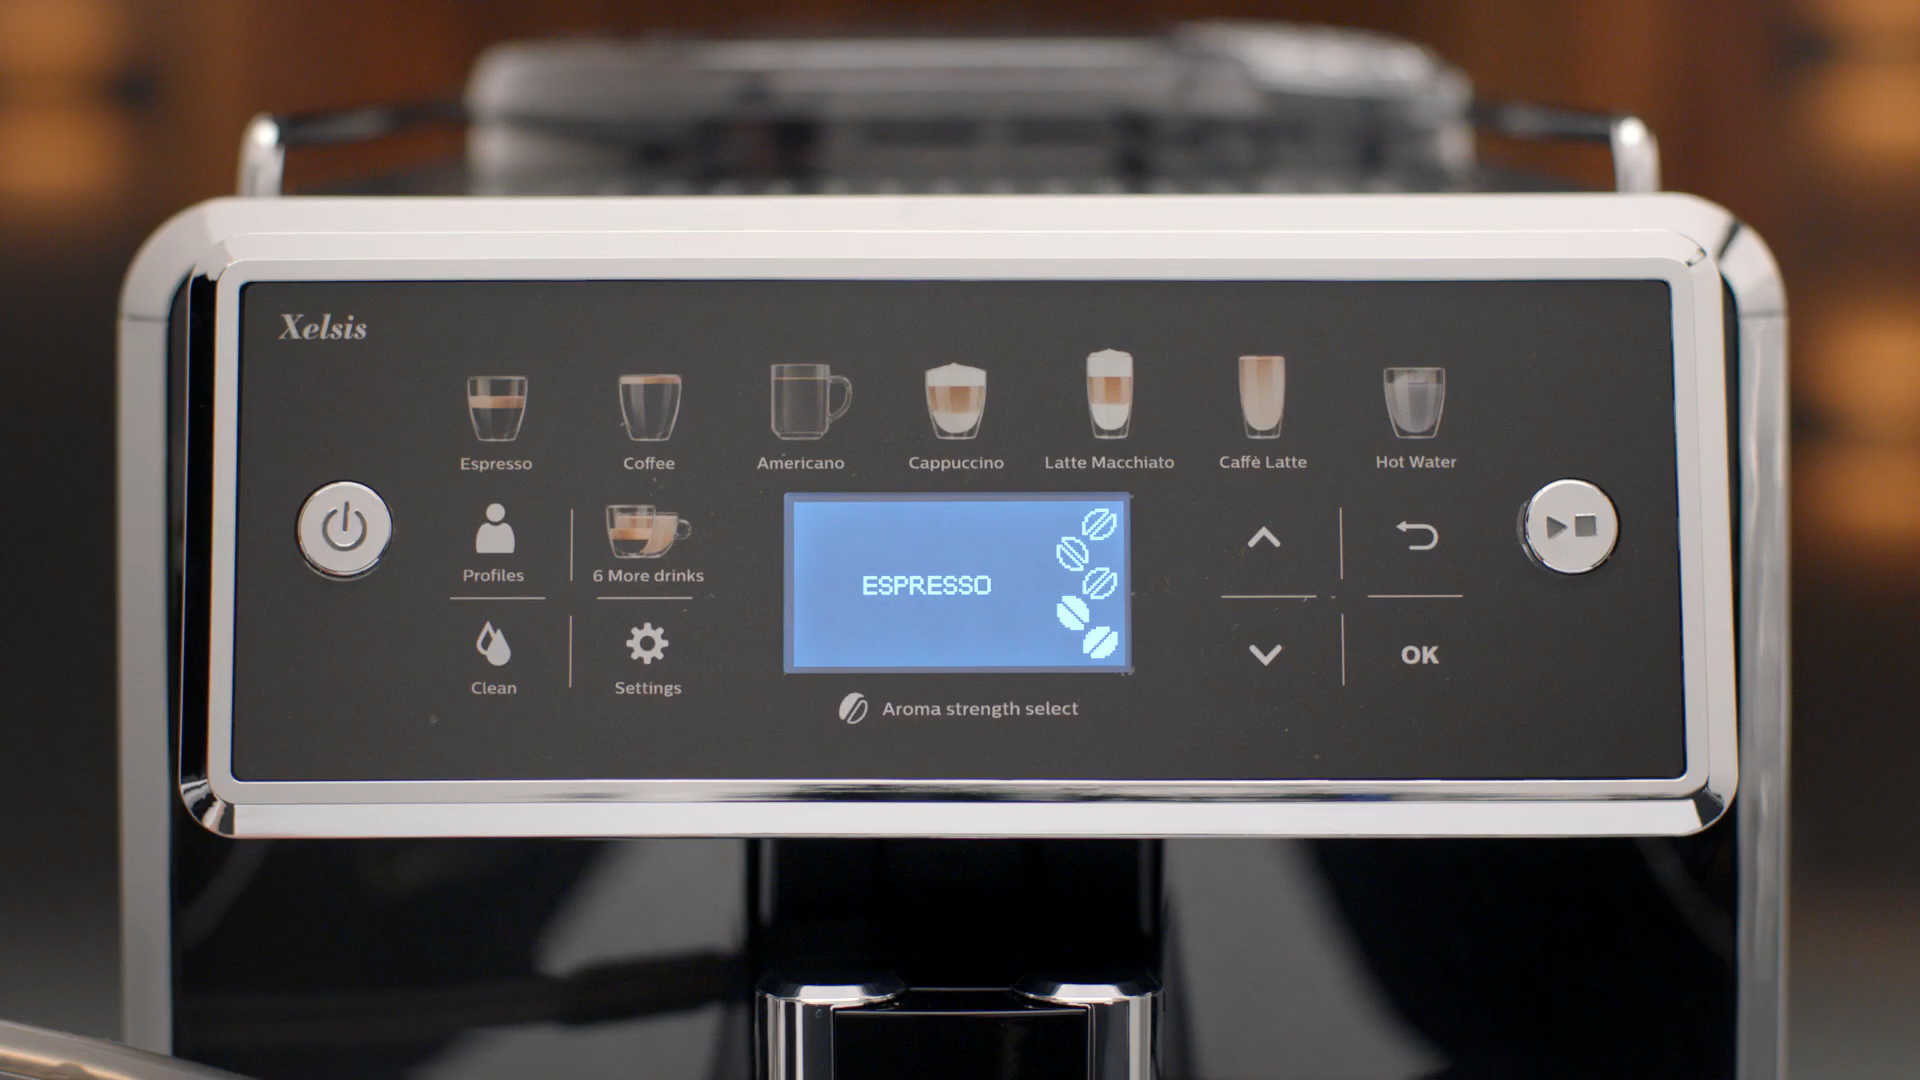 Xelsis
Espresso
Coffee
Americano
Cappuccino
Latte Macchiato
Caffè Latte
Hot Water
Profiles
6 More drinks
ESPRESSO
Clean
Settings
OK
Aroma strength select